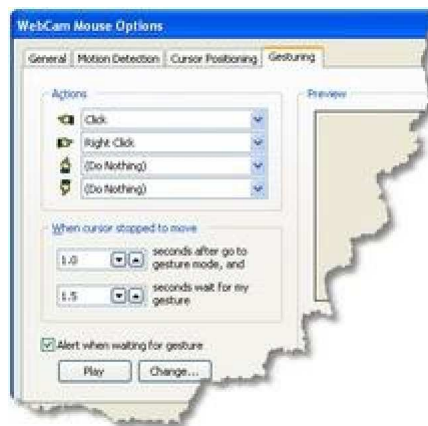 WebCam Mouse Options
General Motion Detection Cursor Positioning Gesturing
Actions Preview
Click
Right Click
(Do Nothing)
(Do Nothing)
When cursor stopped to move
1.0 seconds after go to
gesture mode, and
1.5 seconds wait for my
gesture
Alert when waiting for gesture
Play Change...